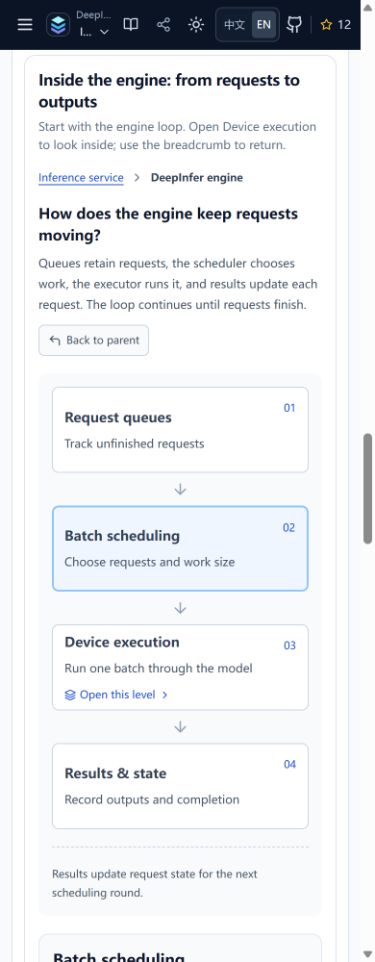 DeepI...
I...
中文
EN
12
Inside the engine: from requests to
outputs
Start with the engine loop. Open Device execution
to look inside; use the breadcrumb to return.
Inference service > DeepInfer engine
How does the engine keep requests
moving?
Queues retain requests, the scheduler chooses
work, the executor runs it, and results update each
request. The loop continues until requests finish.
Back to parent
01
Request queues
Track unfinished requests
02
Batch scheduling
Choose requests and work size
03
Device execution
Run one batch through the model
Open this level
04
Results & state
Record outputs and completion
Results update request state for the next
scheduling round.
Batch scheduling